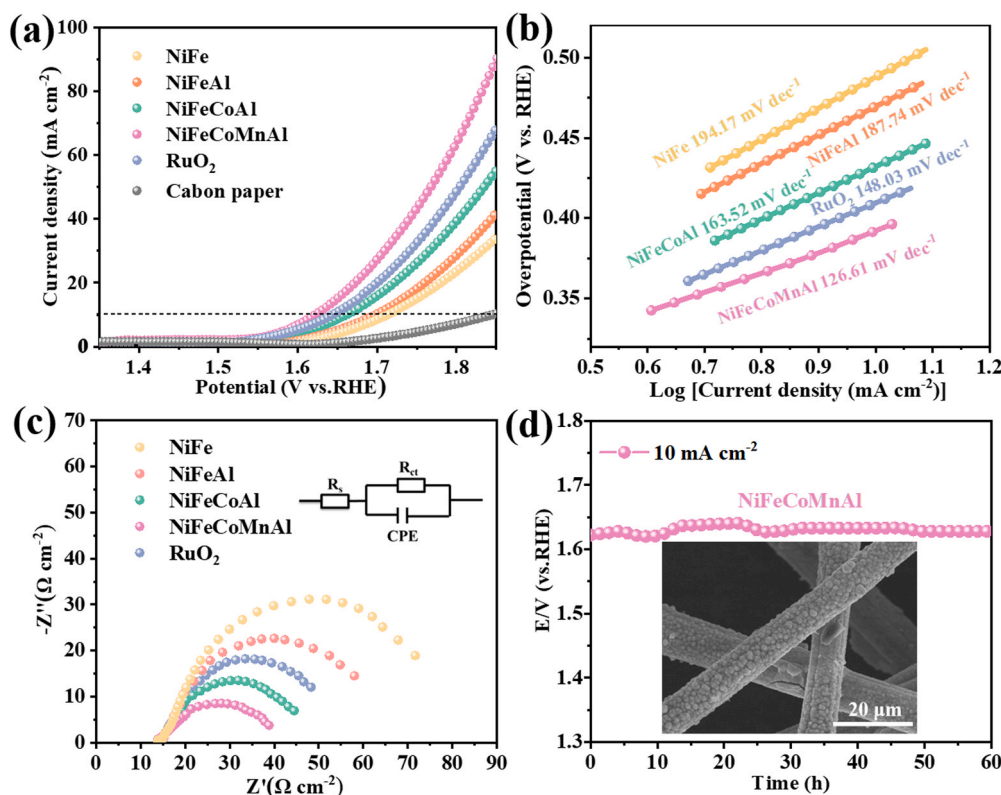 (a)
Current density (mA cm-2)
100
80
60
40
20
0
NiFe
NiFeAl
NiFeCoAl
NiFeCoMnAl
RuO2
Cabon paper
1.4
1.5
1.6
1.7
1.8
Potential (V vs.RHE)
(b)
Overpotential (V vs. RHE)
0.50
0.45
0.40
0.35
NiFe 194.17 mV dec-1
NiFeAl 187.74 mV dec-1
NiFeCoAl 163.52 mV dec-1
RuO2 148.03 mV dec-1
NiFeCoMnAl 126.61 mV dec-1
0.5
0.6
0.7
0.8
0.9
1.0
1.1
1.2
Log [Current density (mA cm-2)]
(c)
-Z''(Ω cm-2)
70
60
50
40
30
20
10
0
NiFe
NiFeAl
NiFeCoAl
NiFeCoMnAl
RuO2
Rs
Rct
CPE
0
10
20
30
40
50
60
70
80
90
Z'(Ω cm-2)
(d)
E/V (vs.RHE)
1.8
1.7
1.6
1.5
1.4
1.3
10 mA cm-2
NiFeCoMnAl
20 μm
0
10
20
30
40
50
60
Time (h)